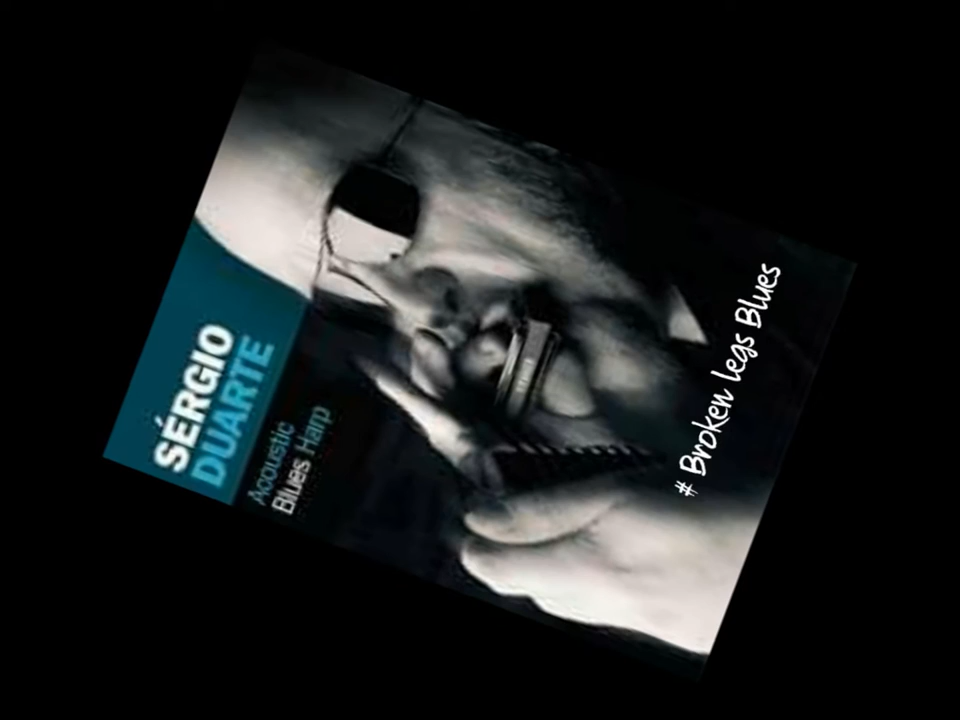 SÉRGIO
DUARTE
Acoustic
Blues Harp
# Broken legs Blues